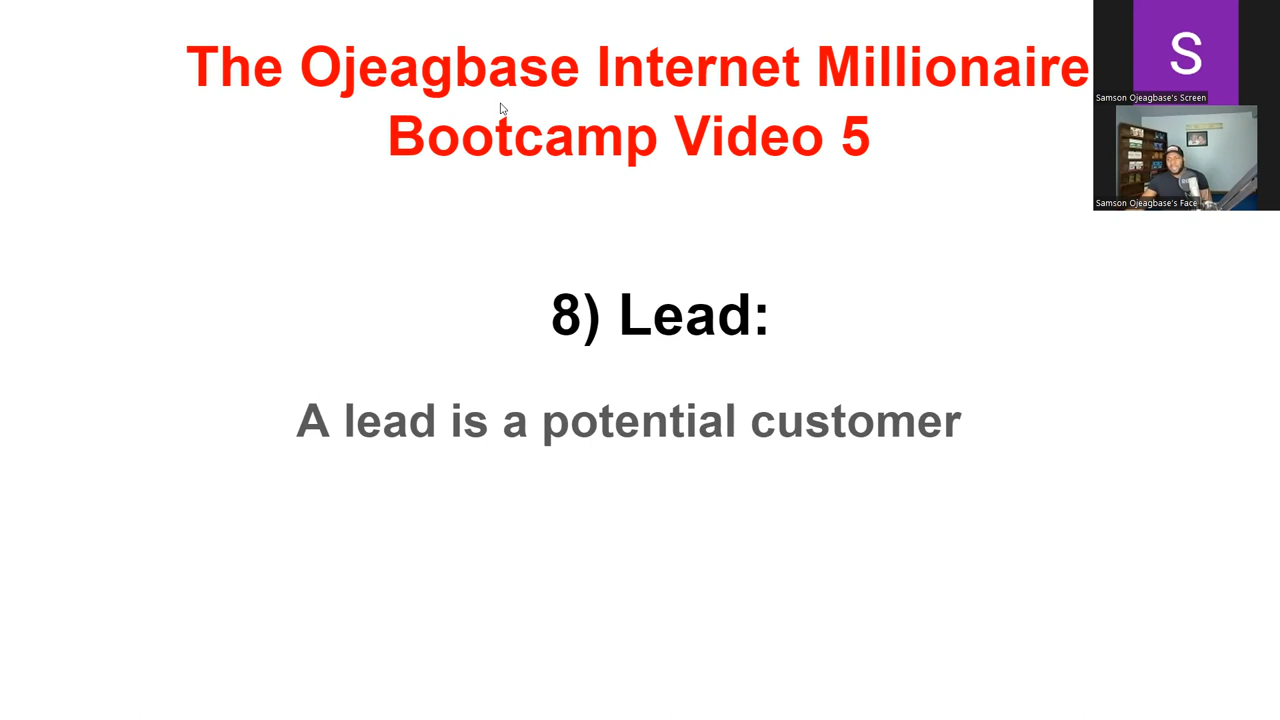 The Ojeagbase Internet Millionaire
Bootcamp Video 5
S
Samson Ojeagbase's Screen
Samson Ojeagbase's Face
8) Lead:
A lead is a potential customer